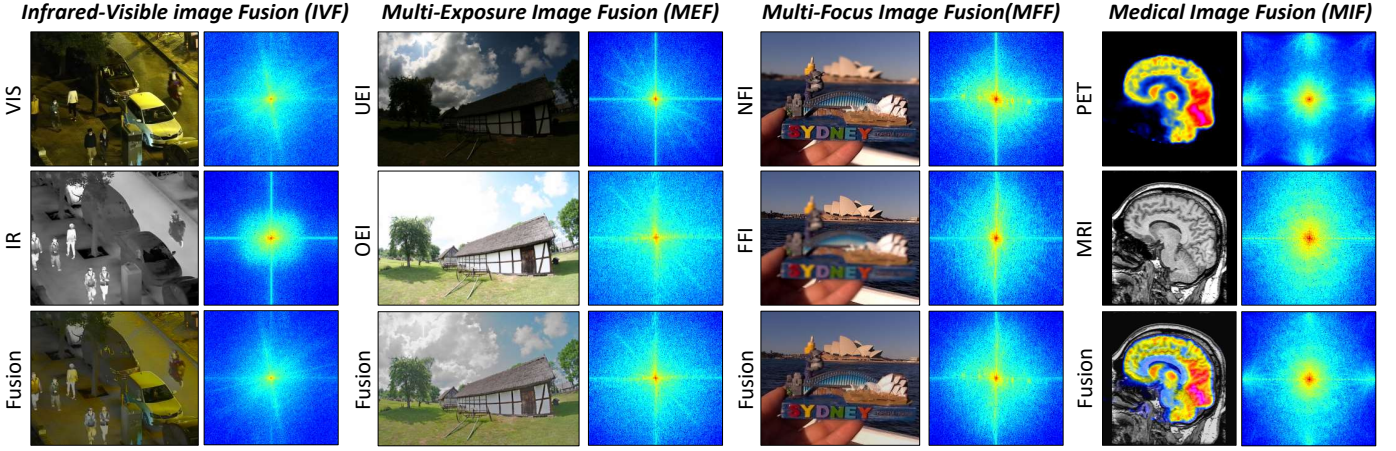 Infrared-Visible image Fusion (IVF)
Multi-Exposure Image Fusion (MEF)
Multi-Focus Image Fusion(MFF)
Medical Image Fusion (MIF)
VIS
UEI
NFI
SYDNEY
PET
IR
OEI
FFI
SYDNEY
MRI
Fusion
Fusion
Fusion
SYDNEY
Fusion